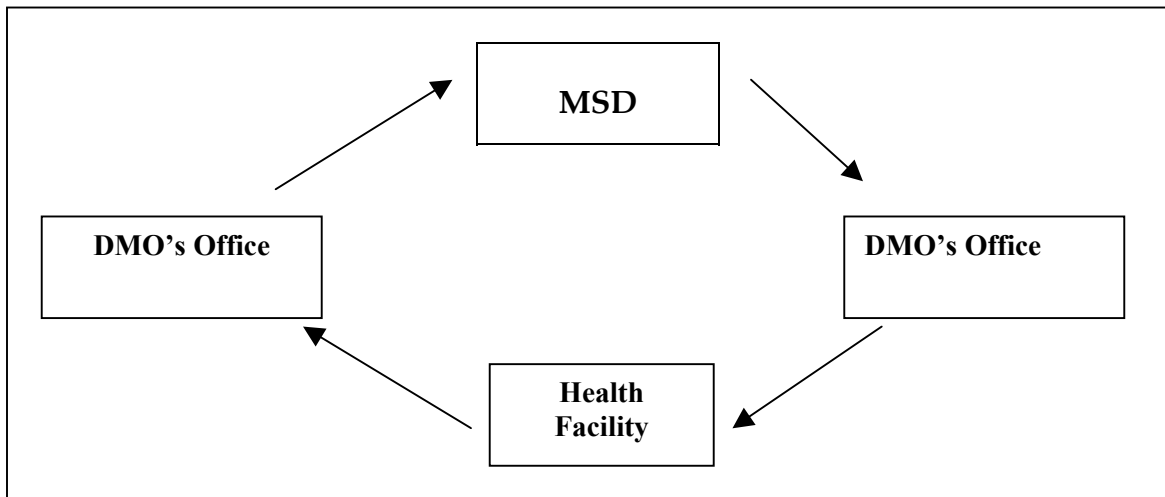 MSD
DMO’s Office
DMO’s Office
Health
Facility